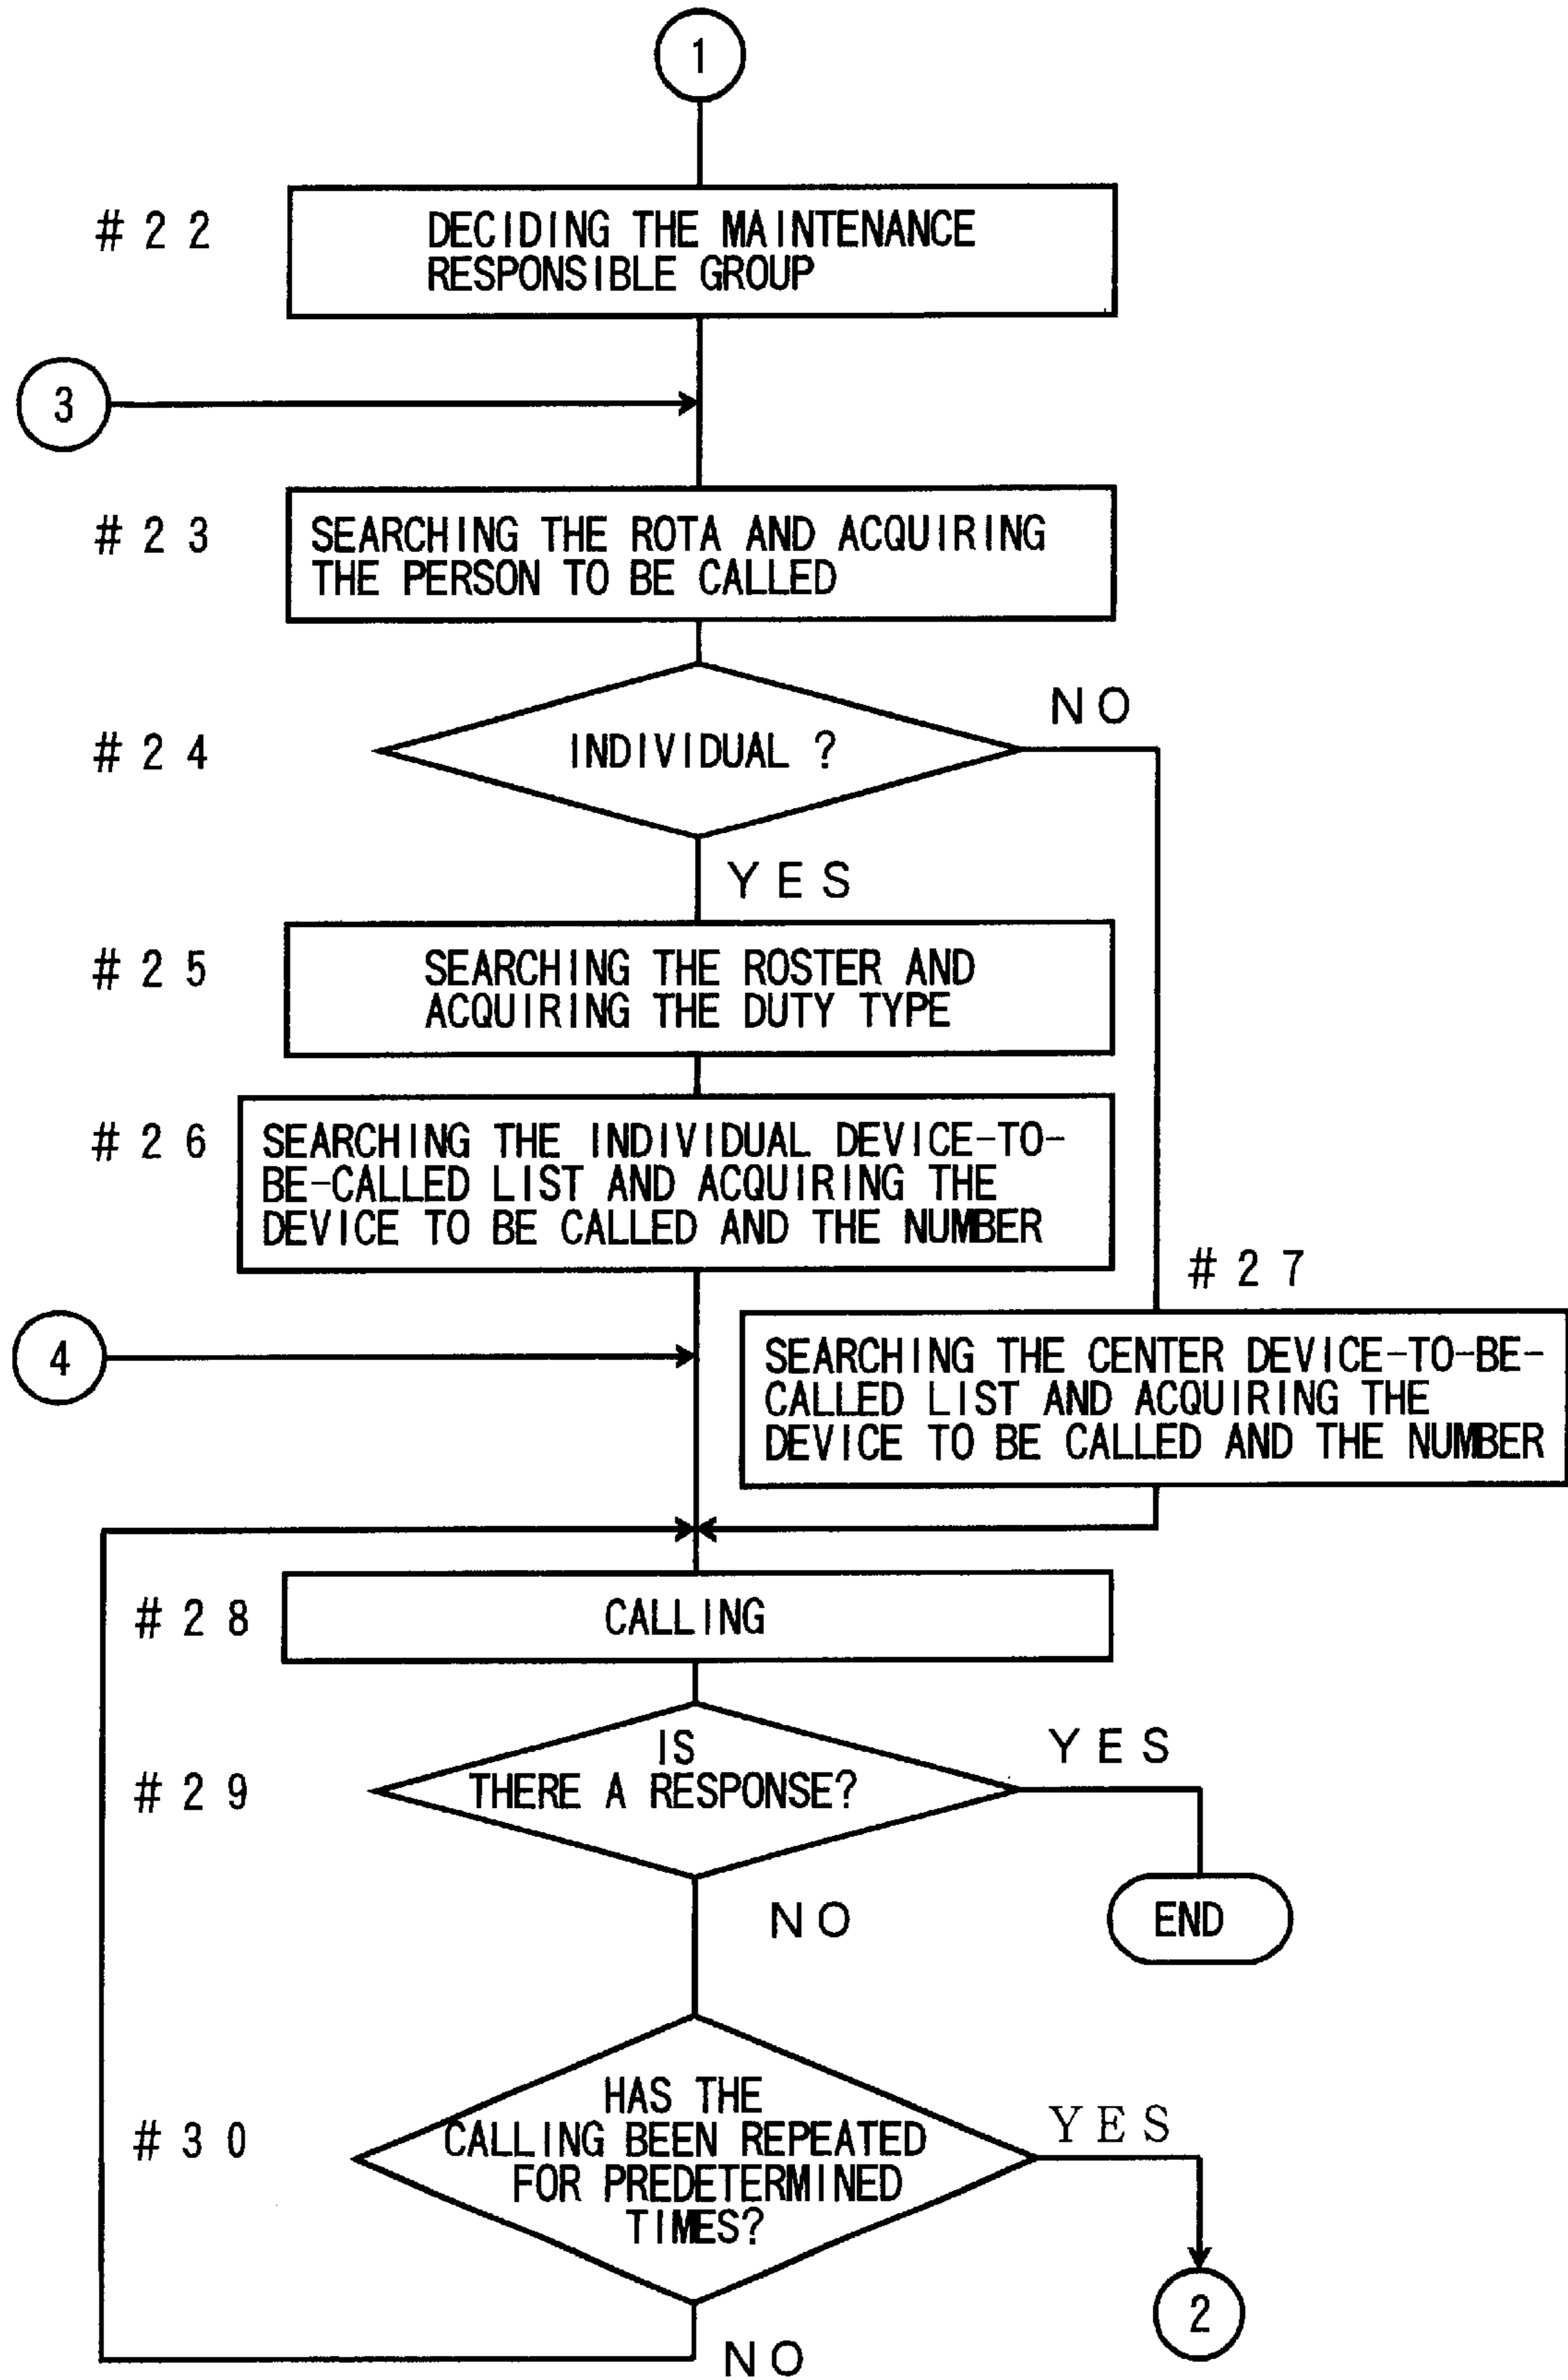 1
#22
DECIDING THE MAINTENANCE
RESPONSIBLE GROUP
3
#23
SEARCHING THE ROTA AND ACQUIRING
THE PERSON TO BE CALLED
NO
#24
INDIVIDUAL ?
YES
#25
SEARCHING THE ROSTER AND
ACQUIRING THE DUTY TYPE
#26
SEARCHING THE INDIVIDUAL DEVICE-TO-
BE-CALLED LIST AND ACQUIRING THE
DEVICE TO BE CALLED AND THE NUMBER
#27
4
SEARCHING THE CENTER DEVICE-TO-BE-
CALLED LIST AND ACQUIRING THE
DEVICE TO BE CALLED AND THE NUMBER
#28
CALLING
#29
IS
THERE A RESPONSE?
YES
NO
END
#30
HAS THE
CALLING BEEN REPEATED
FOR PREDETERMINED
TIMES?
YES
2
NO